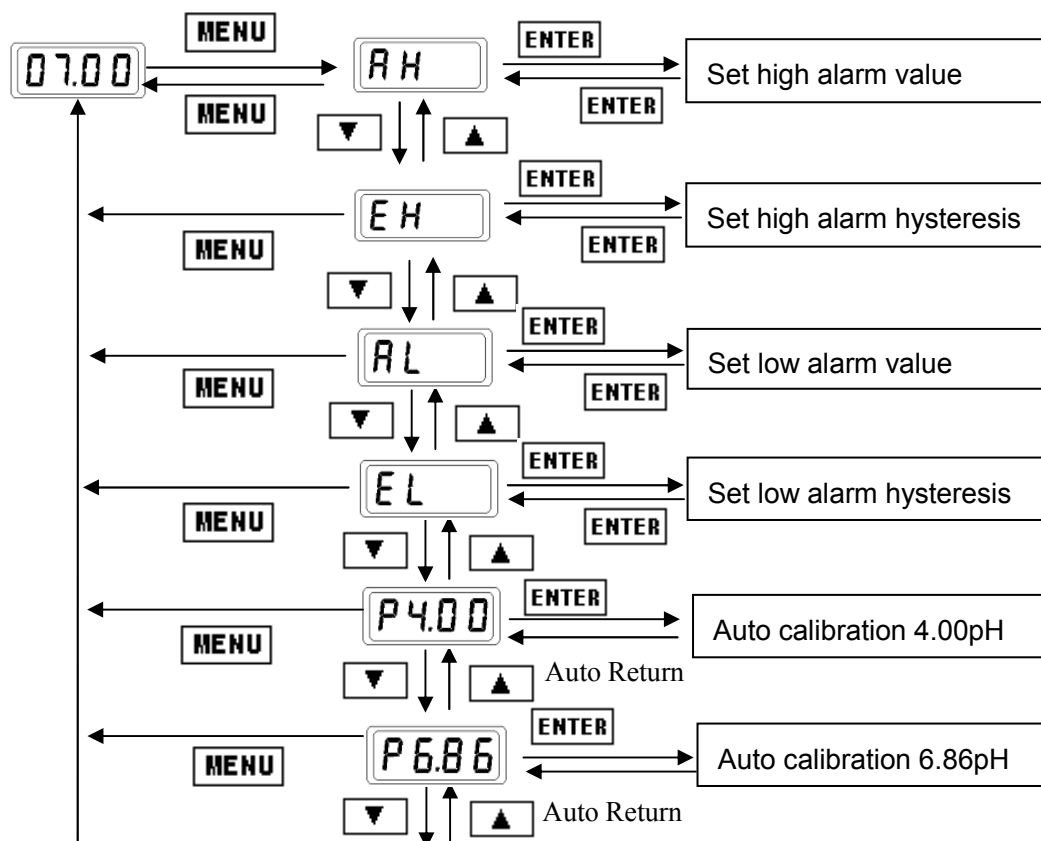 MENU
ENTER
07.00
AH
Set high alarm value
MENU
ENTER
▼
▲
ENTER
EH
Set high alarm hysteresis
MENU
ENTER
▼
▲
ENTER
AL
Set low alarm value
MENU
ENTER
▼
▲
ENTER
EL
Set low alarm hysteresis
MENU
ENTER
▼
▲
ENTER
P4.00
Auto calibration 4.00pH
MENU
▼
▲
Auto Return
ENTER
P6.86
Auto calibration 6.86pH
MENU
▼
▲
Auto Return